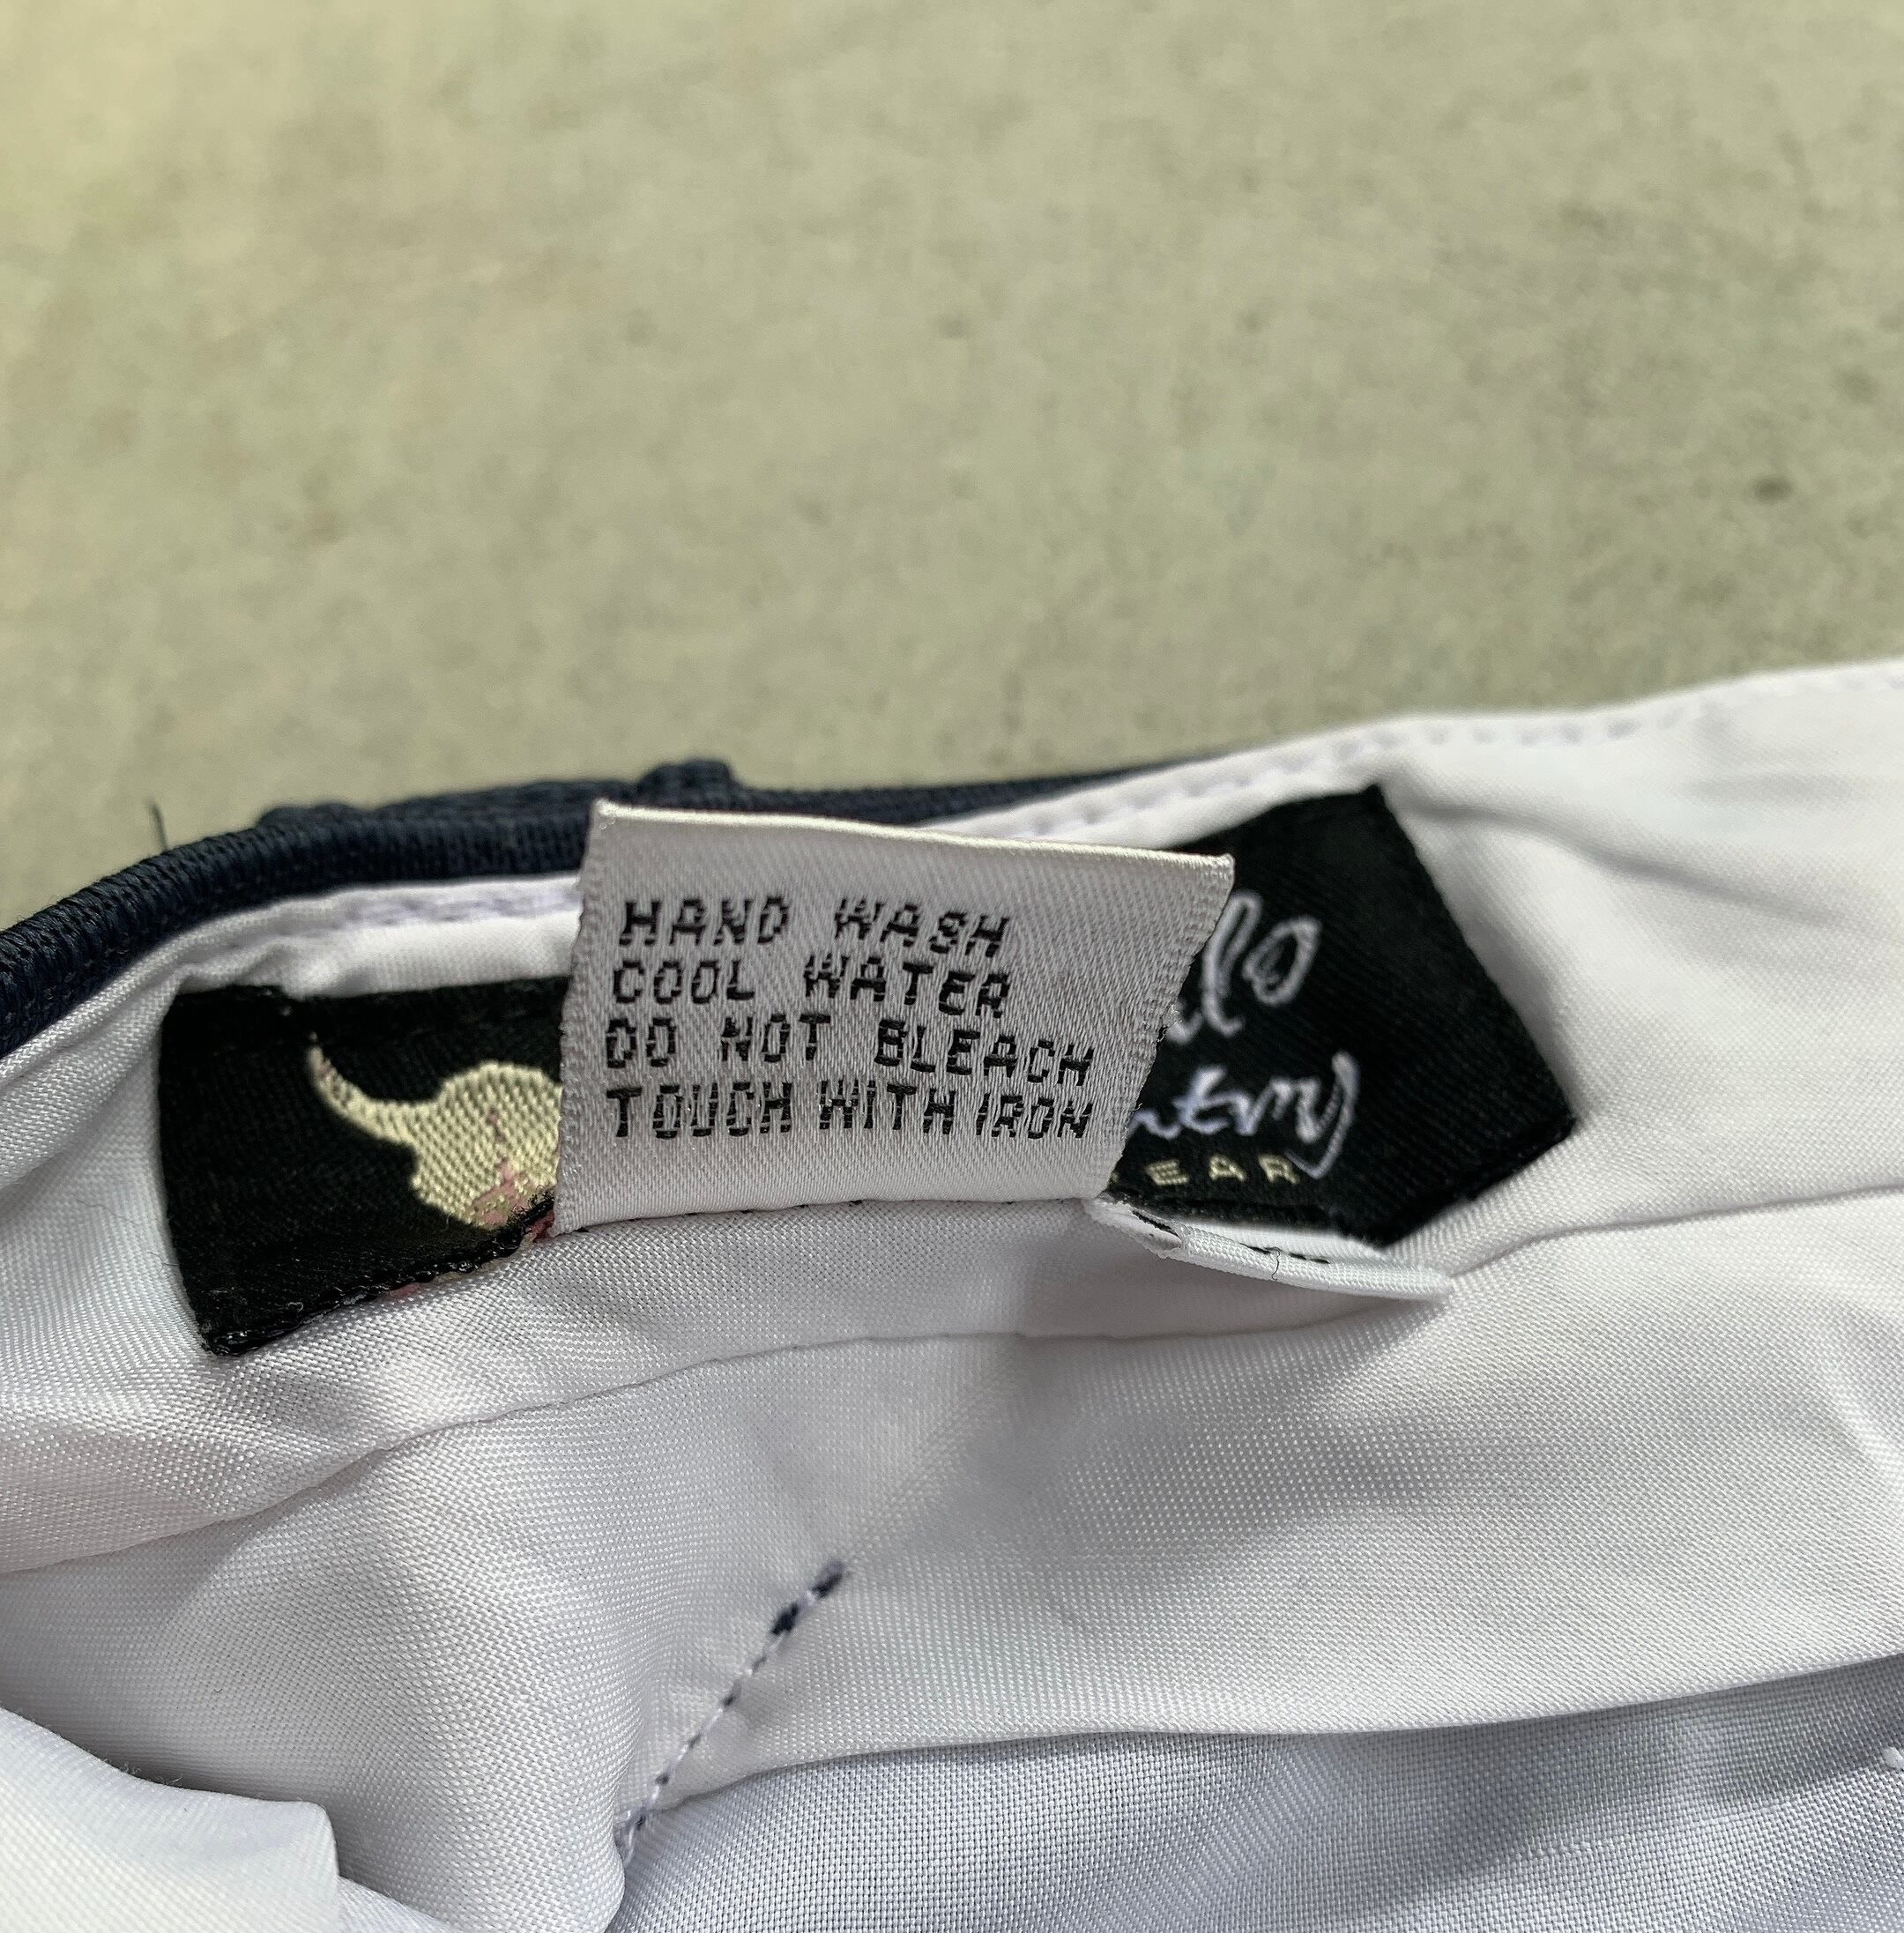 HAND WASH
COOL WATER
DO NOT BLEACH
TOUCH WITH IRON